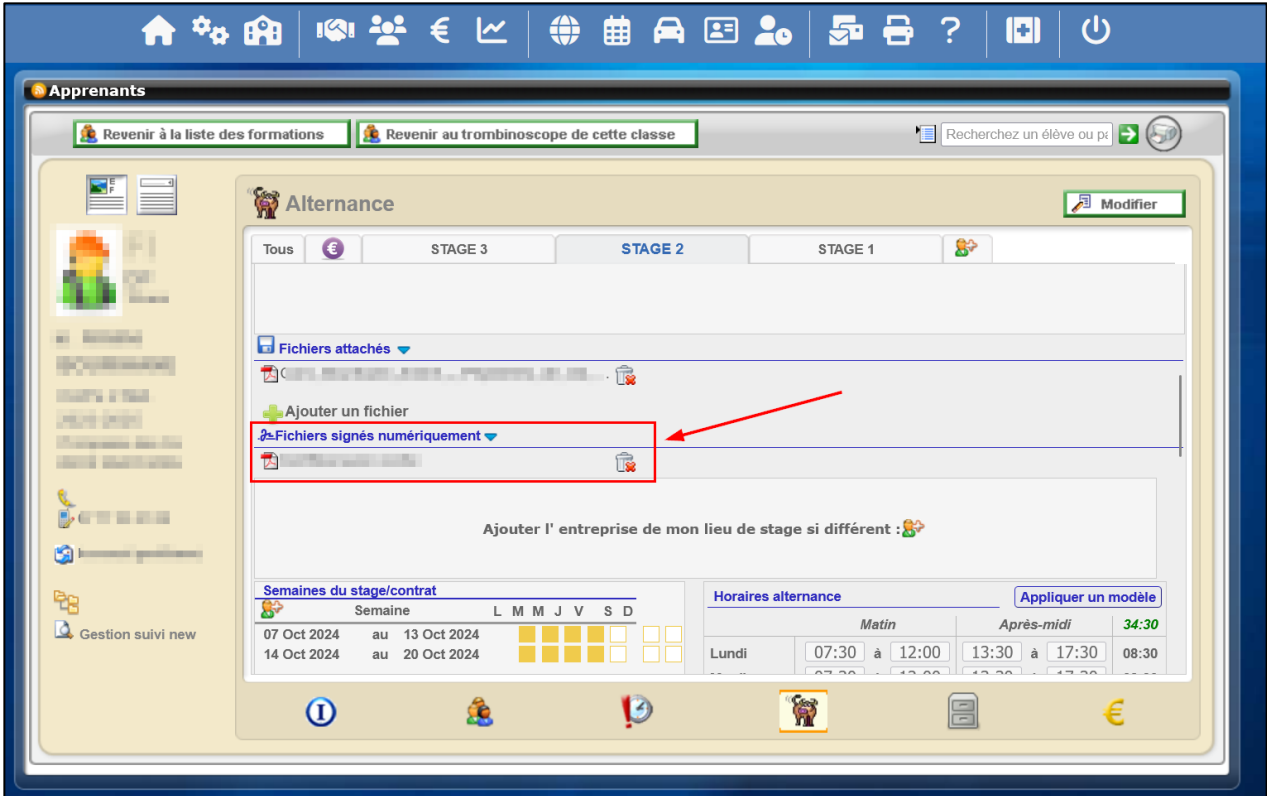 Apprenants
Revenir à la liste des formations
Revenir au trombinoscope de cette classe
Recherchez un élève ou pa
Alternance
Modifier
Tous
STAGE 3
STAGE 2
STAGE 1
Fichiers attachés
Ajouter un fichier
Fichiers signés numériquement
Ajouter l' entreprise de mon lieu de stage si différent :
Semaines du stage/contrat
Semaine L M M J V S D
07 Oct 2024 au 13 Oct 2024
14 Oct 2024 au 20 Oct 2024
Horaires alternance
Appliquer un modèle
Matin Après-midi 34:30
Lundi 07:30 à 12:00 13:30 à 17:30 08:30
Gestion suivi new